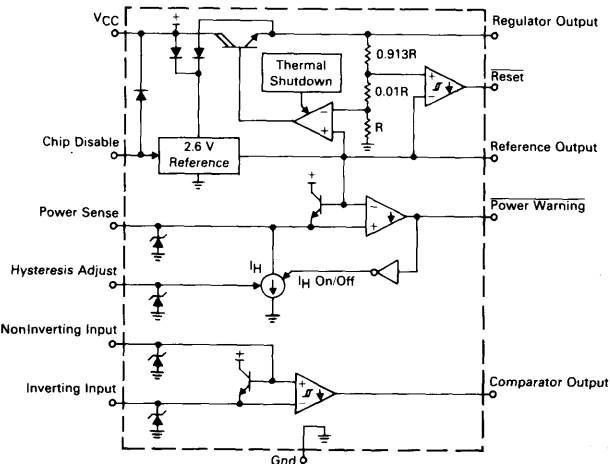 VCC
Regulator Output
0.913R
Thermal
Shutdown
Reset
0.01R
R
Chip Disable
2.6 V
Reference
Reference Output
Power Sense
Power Warning
IH
Hysteresis Adjust
IH On/Off
NonInverting Input
Inverting Input
Comparator Output
Gnd